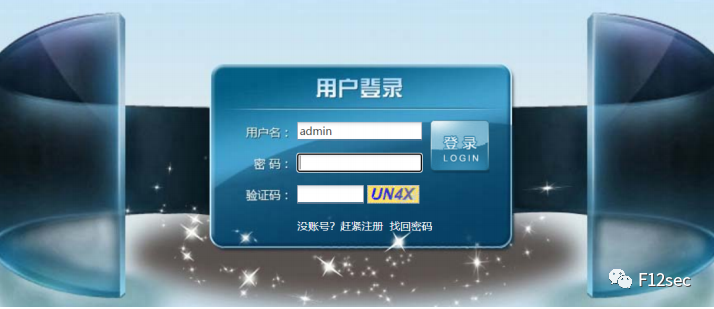 用户登录
用户名： admin
登 录
LOGIN
密 码：
验证码： UN4X
没账号？赶紧注册 找回密码
F12sec